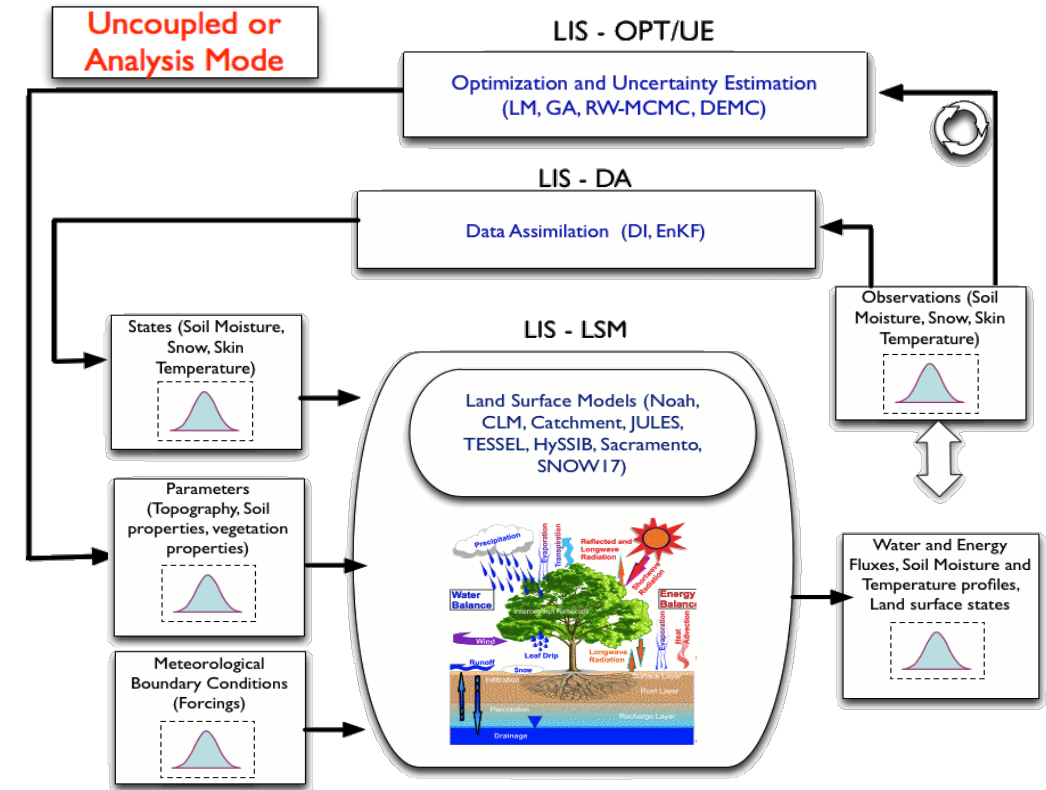 Uncoupled or
Analysis Mode
LIS - OPT/UE
Optimization and Uncertainty Estimation
(LM, GA, RW-MCMC, DEMC)
LIS - DA
Data Assimilation (DI, EnKF)
Observations (Soil
Moisture, Snow, Skin
Temperature)
States (Soil Moisture,
Snow, Skin
Temperature)
LIS - LSM
Land Surface Models (Noah,
CLM, Catchment, JULES,
TESSEL, HySSIB, Sacramento,
SNOW17)
Parameters
(Topography, Soil
properties, vegetation
properties)
Meteorological
Boundary Conditions
(Forcings)
Precipitation
Evaporation
Transpiration
Reflected and
Longwave
Radiation
Shortwave
Radiation
Water
Balance
Interception Reservoir
Energy
Balance
Wind
Leaf Drip
Longwave
Radiation
Evaporation
Heat
Advection
Runoff
Snow
Infiltration
Surface Layer
Root Layer
Percolation
Recharge Layer
Drainage
Water and Energy
Fluxes, Soil Moisture and
Temperature profiles,
Land surface states